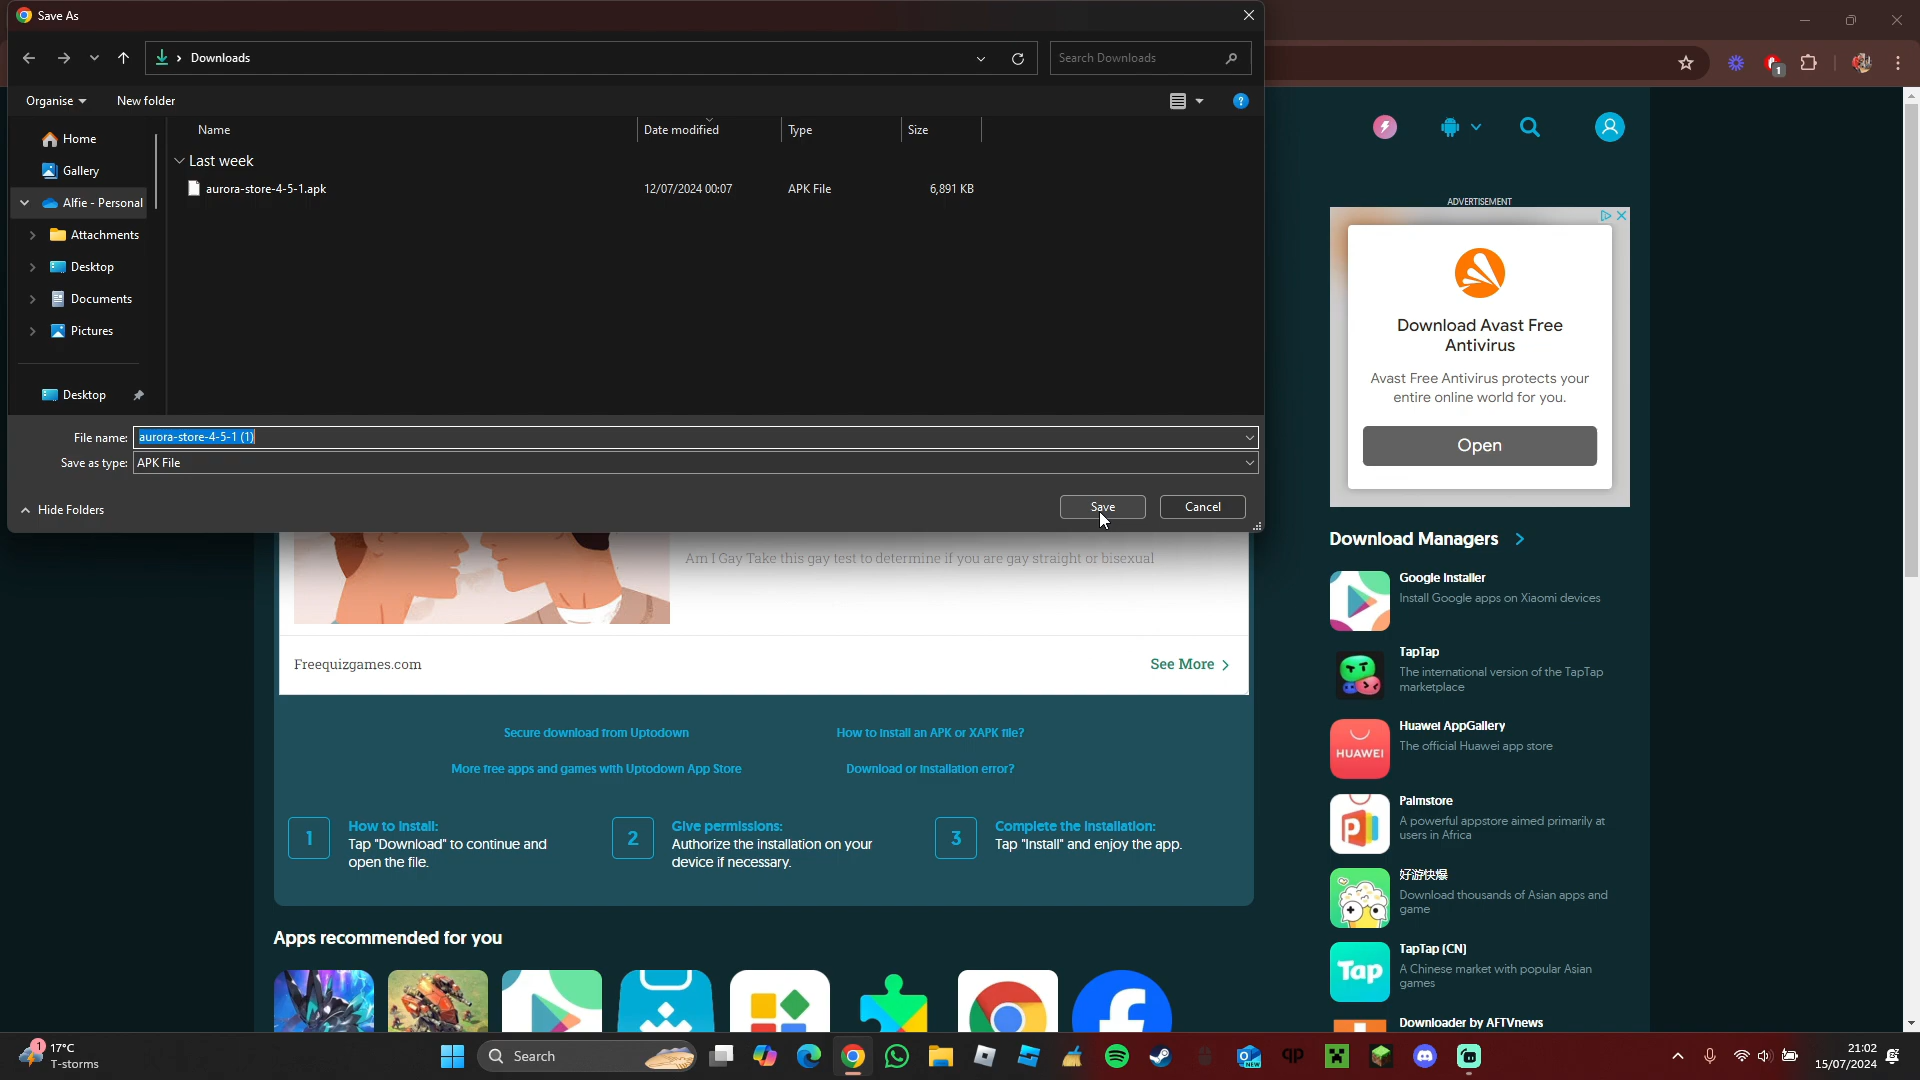 Save As
Downloads
Search Downloads
Organise
New folder
Name
Date modified
Type
Size
Home
Gallery
Alfie - Personal
Attachments
Desktop
Documents
Pictures
Desktop
Last week
aurora-store-4-5-1.apk
12/07/2024 00:07
APK File
6,891 KB
File name:
aurora-store-4-5-1 (1)
Save as type:
APK File
Hide Folders
Save
Cancel
1
ADVERTISEMENT
Download Avast Free
Antivirus
Avast Free Antivirus protects your
entire online world for you.
Open
Am I Gay Take this gay test to determine if you are gay straight or bisexual
Freequizgames.com
See More
Secure download from Uptodown
How to install an APK or XAPK file?
More free apps and games with Uptodown App Store
Download or installation error?
1
How to install:
Tap "Download" to continue and
open the file.
2
Give permissions:
Authorize the installation on your
device if necessary.
3
Complete the installation:
Tap "Install" and enjoy the app.
Apps recommended for you
Download Managers
Google Installer
Install Google apps on Xiaomi devices
TapTap
The international version of the TapTap
marketplace
HUAWEI
Huawei AppGallery
The official Huawei app store
Palmstore
A powerful appstore aimed primarily at
users in Africa
好游快爆
Download thousands of Asian apps and
game
Tap
TapTap (CN)
A Chinese market with popular Asian
games
Downloader by AFTVnews
1
17°C
T-storms
Search
NEW
qp
21:02
15/07/2024